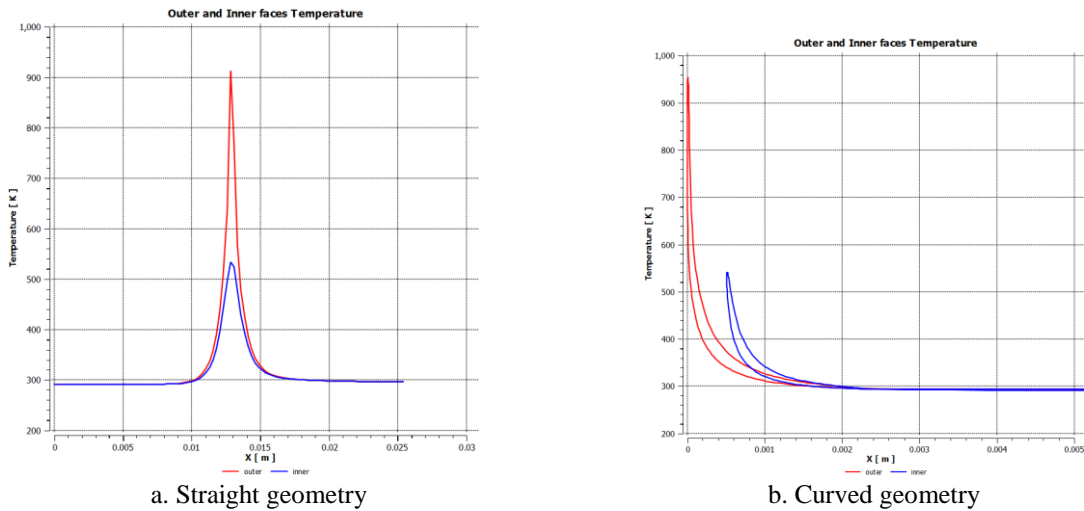 Outer and Inner faces Temperature
1,000
900
800
700
600
500
400
300
200
Temperature [ K ]
0
0.005
0.01
0.015
0.02
0.025
0.03
X [ m ]
outer
inner
a. Straight geometry
Outer and Inner faces Temperature
1,000
900
800
700
600
500
400
300
200
Temperature [ K ]
0
0.001
0.002
0.003
0.004
0.005
X [ m ]
outer
inner
b. Curved geometry